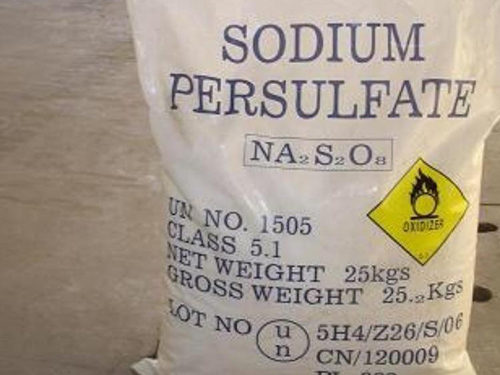 SODIUM
PERSULFATE
NA₂S₂O₈
OXIDIZER
UN NO. 1505
CLASS 5.1
NET WEIGHT 25kgs
GROSS WEIGHT 25.₂Kgs
LOT NO
u
n
5H4/Z26/S/06
CN/120009